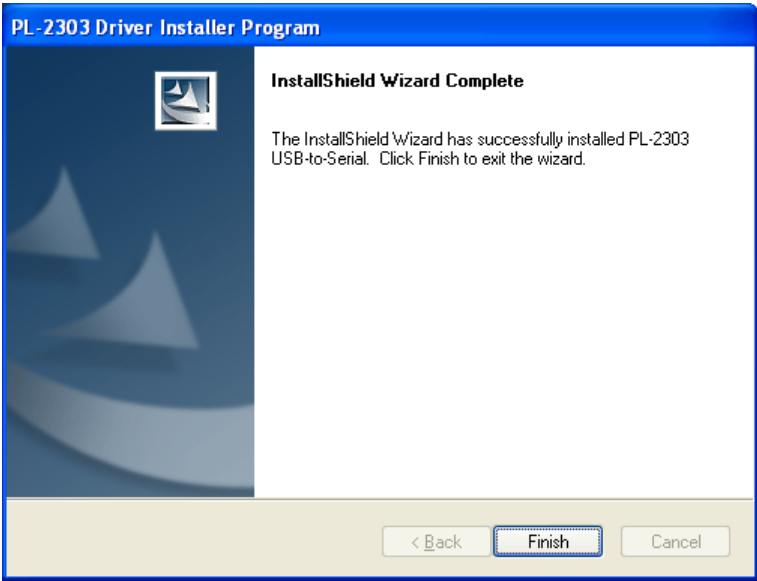 PL-2303 Driver Installer Program
InstallShield Wizard Complete
The InstallShield Wizard has successfully installed PL-2303
USB-to-Serial. Click Finish to exit the wizard.
< Back
Finish
Cancel